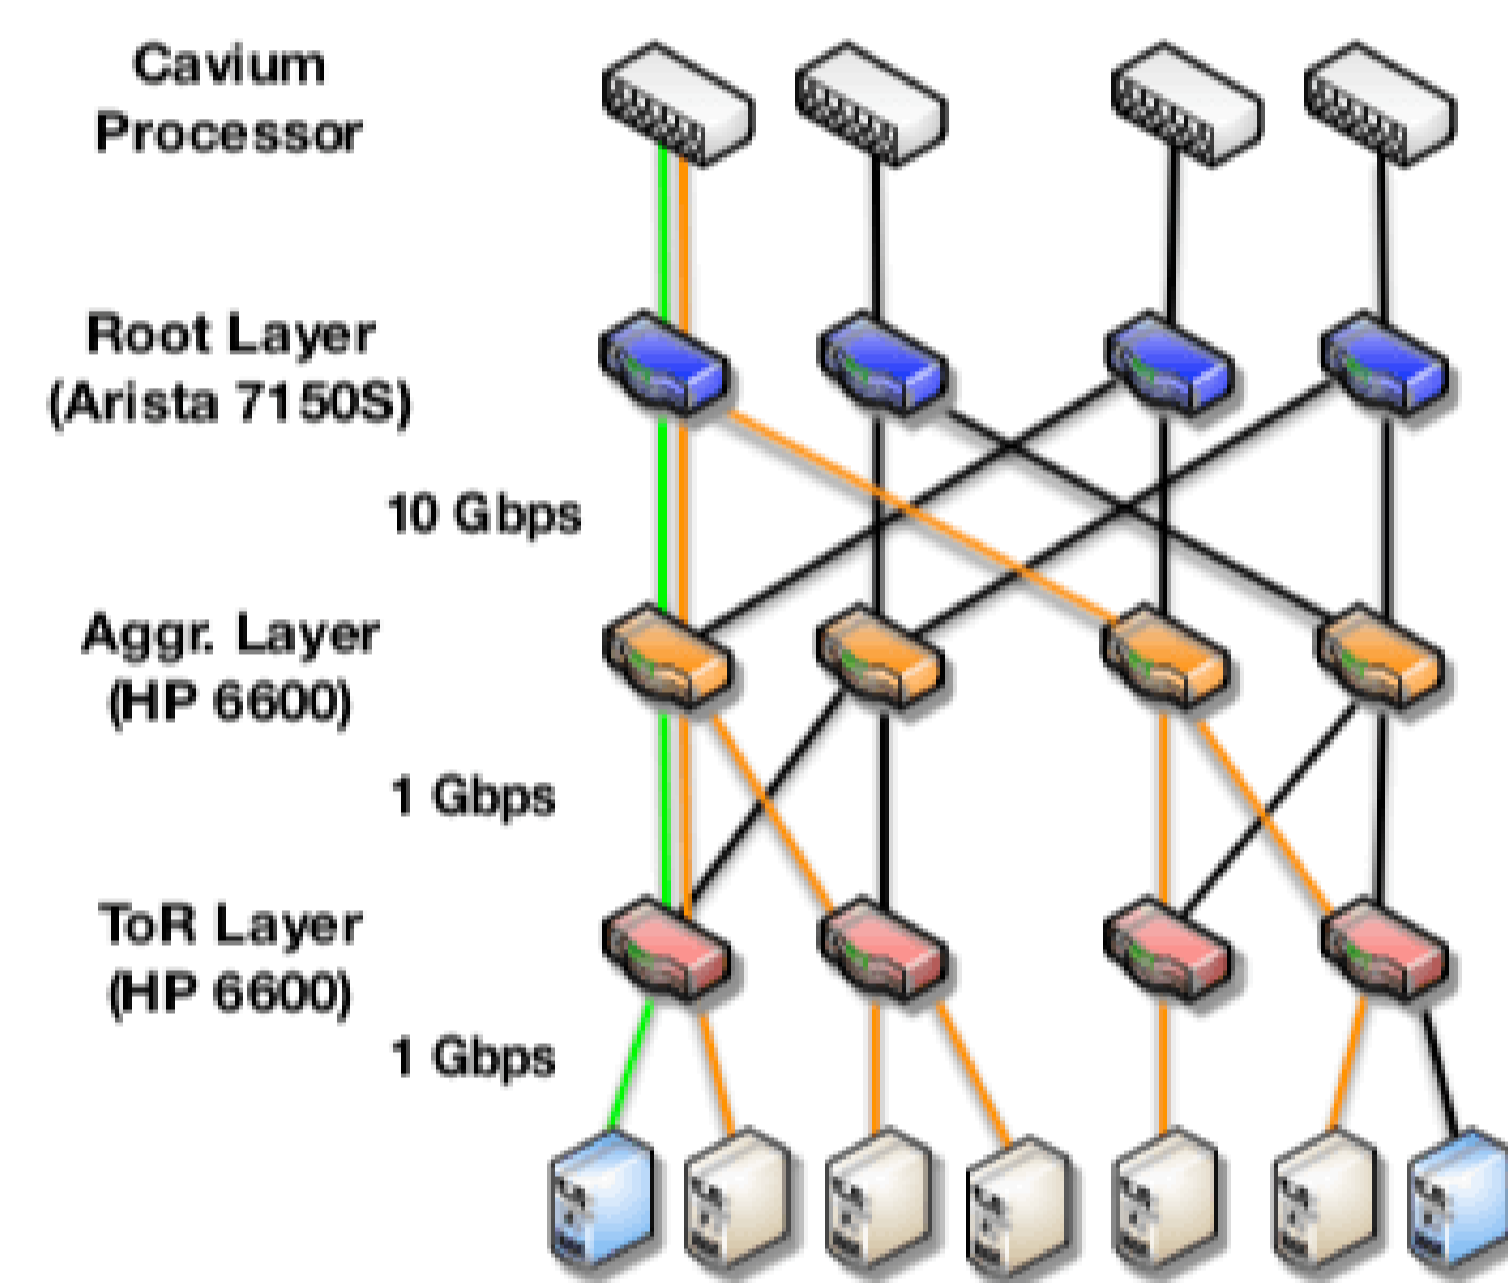 Cavium
Processor
Root Layer
(Arista 7150S)
10 Gbps
Aggr. Layer
(HP 6600)
1 Gbps
ToR Layer
(HP 6600)
1 Gbps